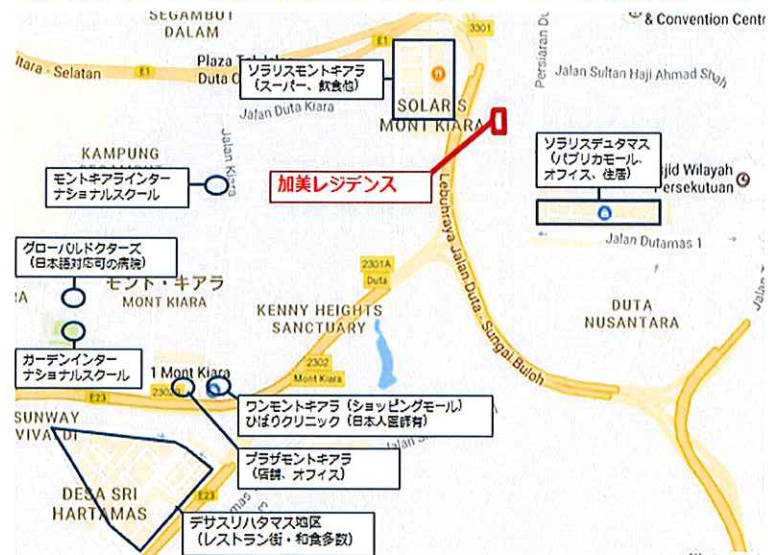 SEGAMBUT
DALAM
3301
& Convention Centr
E1
Plaza
Duta
Jalan Sultan Haji Ahmad Shah
Itara - Selatan
E1
ソラリスモントキアラ
(スーパー、飲食他)
Jalan Duta Kiara
SOLARIS
MONT KIARA
Jalan Kiara
KAMPUNG
モントキアラインター
ナショナルスクール
加美レジデンス
ソラリスデュタマス
(パブリカモール、
オフィス、住居)
jid Wilayah
Persekutuan
Jalan Dutamas 1
Lebuhraya Jalan Duta - Sungai Buloh
グローバルドクターズ
(日本語対応可の病院)
モント・キアラ
MONT KIARA
2301A
Duta
KENNY HEIGHTS
SANCTUARY
DUTA
NUSANTARA
ガーデンインター
ナショナルスクール
1 Mont Kiara
2302
Mont Kiara
E23
ワンモントキアラ (ショッピングモール)
ひばりクリニック (日本人医師有)
SUNWAY
VIVALDI
プラザモントキアラ
(店舗、オフィス)
DESA SRI
HARTAMAS
E23
デサスリハタマス地区
(レストラン街・和食多数)